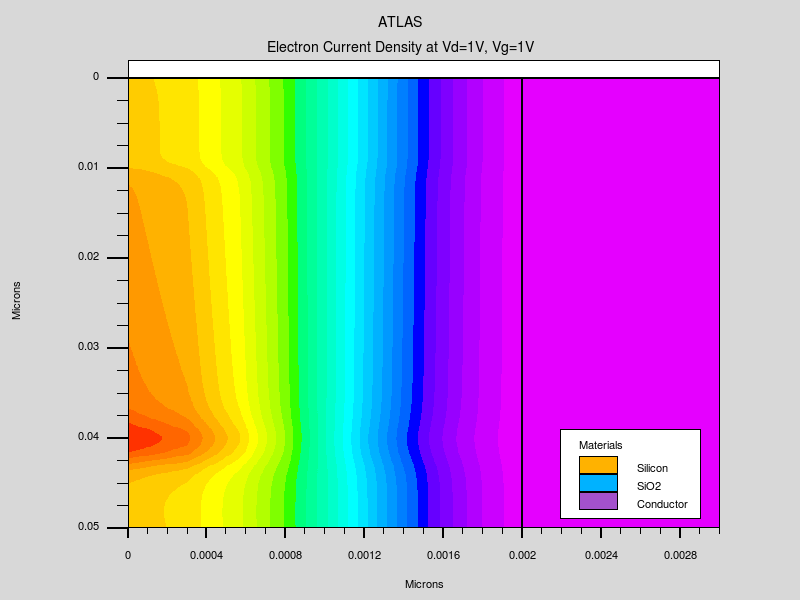 ATLAS
Electron Current Density at Vd=1V, Vg=1V
0
0.01
0.02
0.03
0.04
0.05
Microns
Materials
Silicon
SiO2
Conductor
0 0.0004 0.0008 0.0012 0.0016 0.002 0.0024 0.0028
Microns